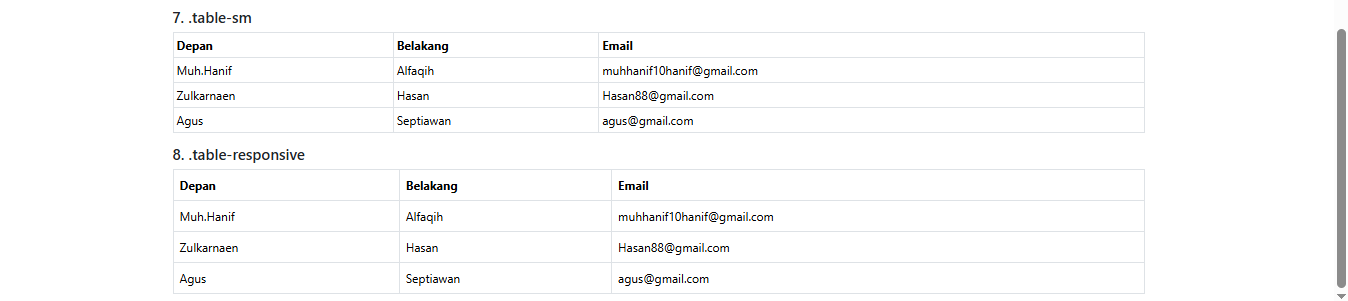 7. .table-sm
Depan Belakang Email
Muh.Hanif Alfaqih muhhanif10hanif@gmail.com
Zulkarnaen Hasan Hasan88@gmail.com
Agus Septiawan agus@gmail.com
8. .table-responsive
Depan Belakang Email
Muh.Hanif Alfaqih muhhanif10hanif@gmail.com
Zulkarnaen Hasan Hasan88@gmail.com
Agus Septiawan agus@gmail.com